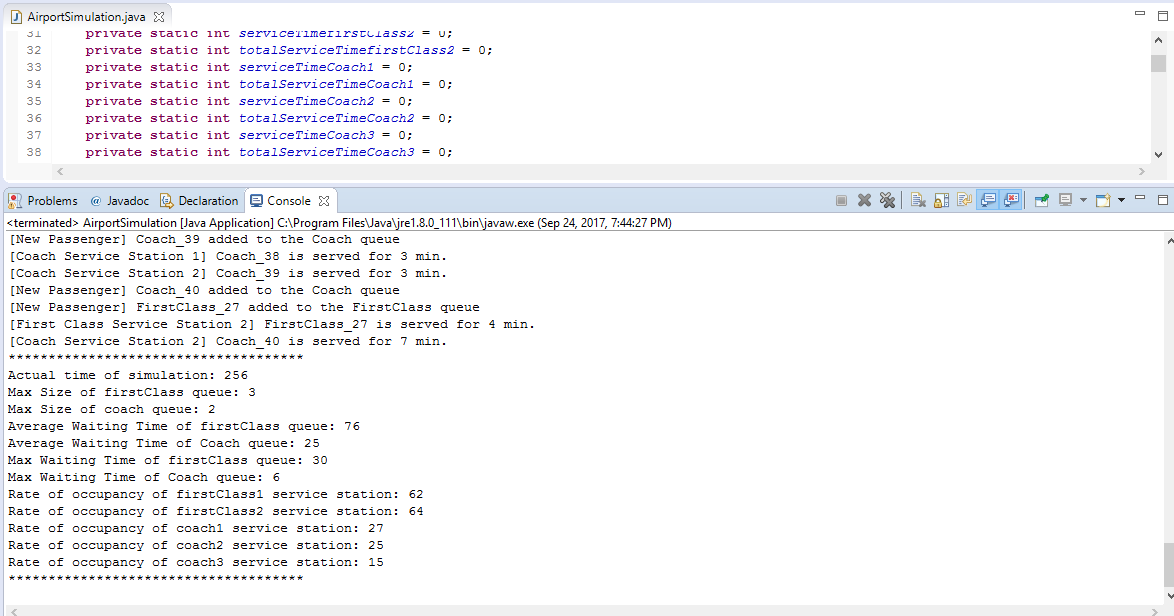 AirportSimulation.java
31 private static int serviceTimefirstClass2 = 0;
32 private static int totalServiceTimefirstClass2 = 0;
33 private static int serviceTimeCoach1 = 0;
34 private static int totalServiceTimeCoach1 = 0;
35 private static int serviceTimeCoach2 = 0;
36 private static int totalServiceTimeCoach2 = 0;
37 private static int serviceTimeCoach3 = 0;
38 private static int totalServiceTimeCoach3 = 0;
Problems @ Javadoc Declaration Console
<terminated> AirportSimulation [Java Application] C:\Program Files\Java\jre1.8.0_111\bin\javaw.exe (Sep 24, 2017, 7:44:27 PM)
[New Passenger] Coach_39 added to the Coach queue
[Coach Service Station 1] Coach_38 is served for 3 min.
[Coach Service Station 2] Coach_39 is served for 3 min.
[New Passenger] Coach_40 added to the Coach queue
[New Passenger] FirstClass_27 added to the FirstClass queue
[First Class Service Station 2] FirstClass_27 is served for 4 min.
[Coach Service Station 2] Coach_40 is served for 7 min.
*************************************
Actual time of simulation: 256
Max Size of firstClass queue: 3
Max Size of coach queue: 2
Average Waiting Time of firstClass queue: 76
Average Waiting Time of Coach queue: 25
Max Waiting Time of firstClass queue: 30
Max Waiting Time of Coach queue: 6
Rate of occupancy of firstClass1 service station: 62
Rate of occupancy of firstClass2 service station: 64
Rate of occupancy of coach1 service station: 27
Rate of occupancy of coach2 service station: 25
Rate of occupancy of coach3 service station: 15
*************************************